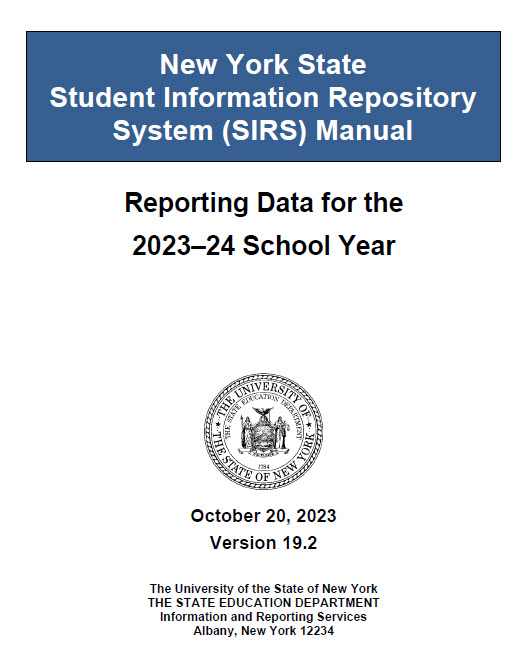 New York State
Student Information Repository
System (SIRS) Manual
Reporting Data for the
2023–24 School Year
THE UNIVERSITY OF
THE STATE OF NEW YORK
THE STATE EDUCATION DEPARTMENT
1784
October 20, 2023
Version 19.2
The University of the State of New York
THE STATE EDUCATION DEPARTMENT
Information and Reporting Services
Albany, New York 12234